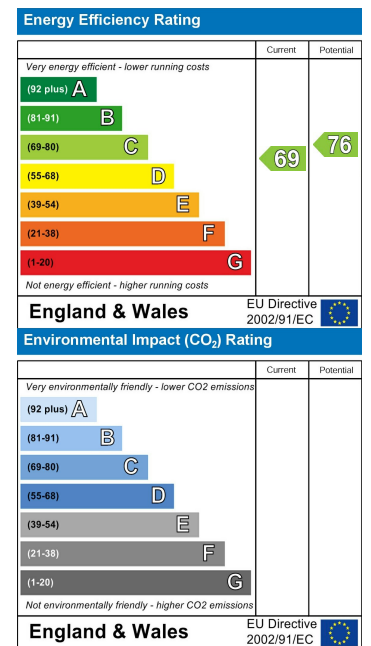 Energy Efficiency Rating
Current Potential
Very energy efficient - lower running costs
(92 plus) A
(81-91) B
(69-80) C
(55-68) D
(39-54) E
(21-38) F
(1-20) G
69
76
Not energy efficient - higher running costs
England & Wales
EU Directive
2002/91/EC
Environmental Impact (CO₂) Rating
Current Potential
Very environmentally friendly - lower CO2 emissions
(92 plus) A
(81-91) B
(69-80) C
(55-68) D
(39-54) E
(21-38) F
(1-20) G
Not environmentally friendly - higher CO2 emissions
England & Wales
EU Directive
2002/91/EC